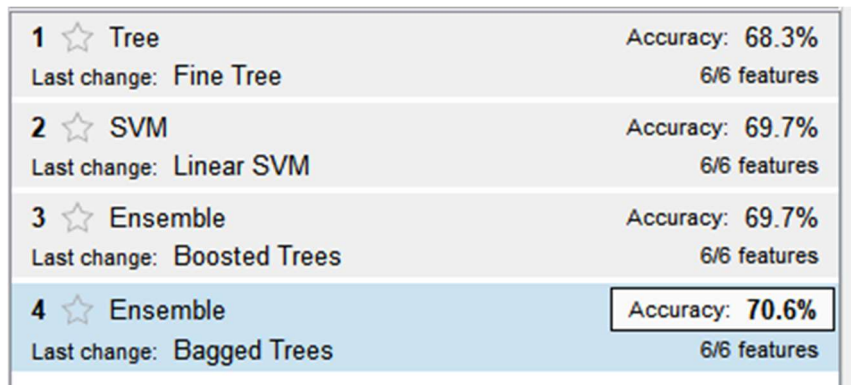 1 Tree Accuracy: 68.3%
Last change: Fine Tree 6/6 features
2 SVM Accuracy: 69.7%
Last change: Linear SVM 6/6 features
3 Ensemble Accuracy: 69.7%
Last change: Boosted Trees 6/6 features
4 Ensemble Accuracy: 70.6%
Last change: Bagged Trees 6/6 features